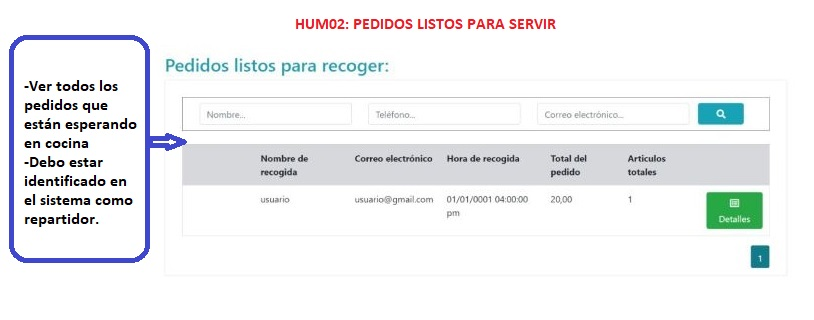 HUM02: PEDIDOS LISTOS PARA SERVIR
-Ver todos los
pedidos que
están esperando
en cocina
-Debo estar
identificado en
el sistema como
repartidor.
Pedidos listos para recoger:
Nombre... Teléfono... Correo electrónico...
Nombre de recogida Correo electrónico Hora de recogida Total del pedido Articulos totales
usuario usuario@gmail.com 01/01/0001 04:00:00 pm 20,00 1
Detalles
1